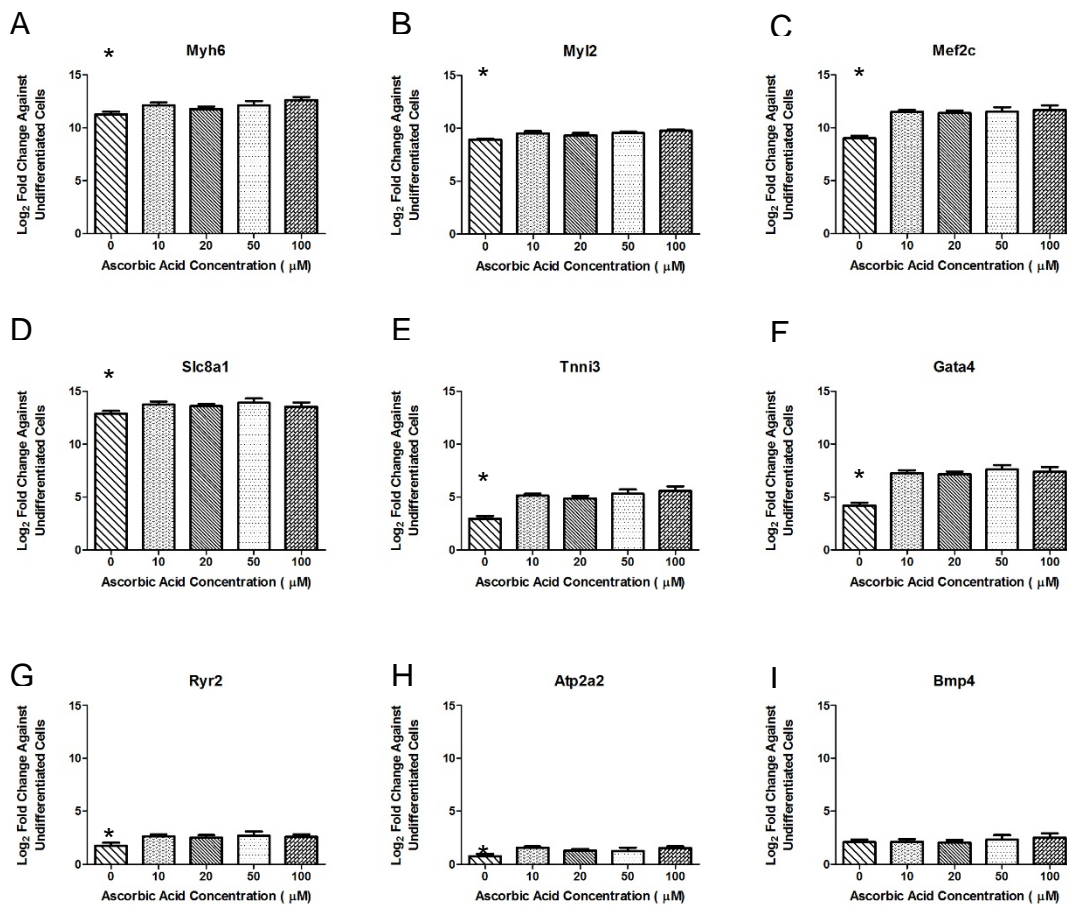 A
Myh6
*
Log2 Fold Change Against
Undifferentiated Cells
15
10
5
0
0 10 20 50 100
Ascorbic Acid Concentration ( μM)
B
Myl2
*
Log2 Fold Change Against
Undifferentiated Cells
15
10
5
0
0 10 20 50 100
Ascorbic Acid Concentration ( μM)
C
Mef2c
*
Log2 Fold Change Against
Undifferentiated Cells
15
10
5
0
0 10 20 50 100
Ascorbic Acid Concentration ( μM)
D
Slc8a1
*
Log2 Fold Change Against
Undifferentiated Cells
15
10
5
0
0 10 20 50 100
Ascorbic Acid Concentration ( μM)
E
Tnni3
*
Log2 Fold Change Against
Undifferentiated Cells
15
10
5
0
0 10 20 50 100
Ascorbic Acid Concentration ( μM)
F
Gata4
*
Log2 Fold Change Against
Undifferentiated Cells
15
10
5
0
0 10 20 50 100
Ascorbic Acid Concentration ( μM)
G
Ryr2
*
Log2 Fold Change Against
Undifferentiated Cells
15
10
5
0
0 10 20 50 100
Ascorbic Acid Concentration ( μM)
H
Atp2a2
*
Log2 Fold Change Against
Undifferentiated Cells
15
10
5
0
0 10 20 50 100
Ascorbic Acid Concentration ( μM)
I
Bmp4
Log2 Fold Change Against
Undifferentiated Cells
15
10
5
0
0 10 20 50 100
Ascorbic Acid Concentration ( μM)